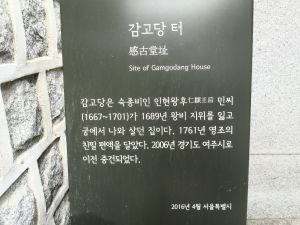 감고당 터
感古堂址
Site of Gamgodang House
감고당은 숙종비인 인현왕후仁顯王后 민씨
(1667~1701)가 1689년 왕비 지위를 잃고
궁에서 나와 살던 집이다. 1761년 영조의
친필 편액을 달았다. 2006년 경기도 여주시로
이전 중건되었다.
2016년 4월 서울특별시